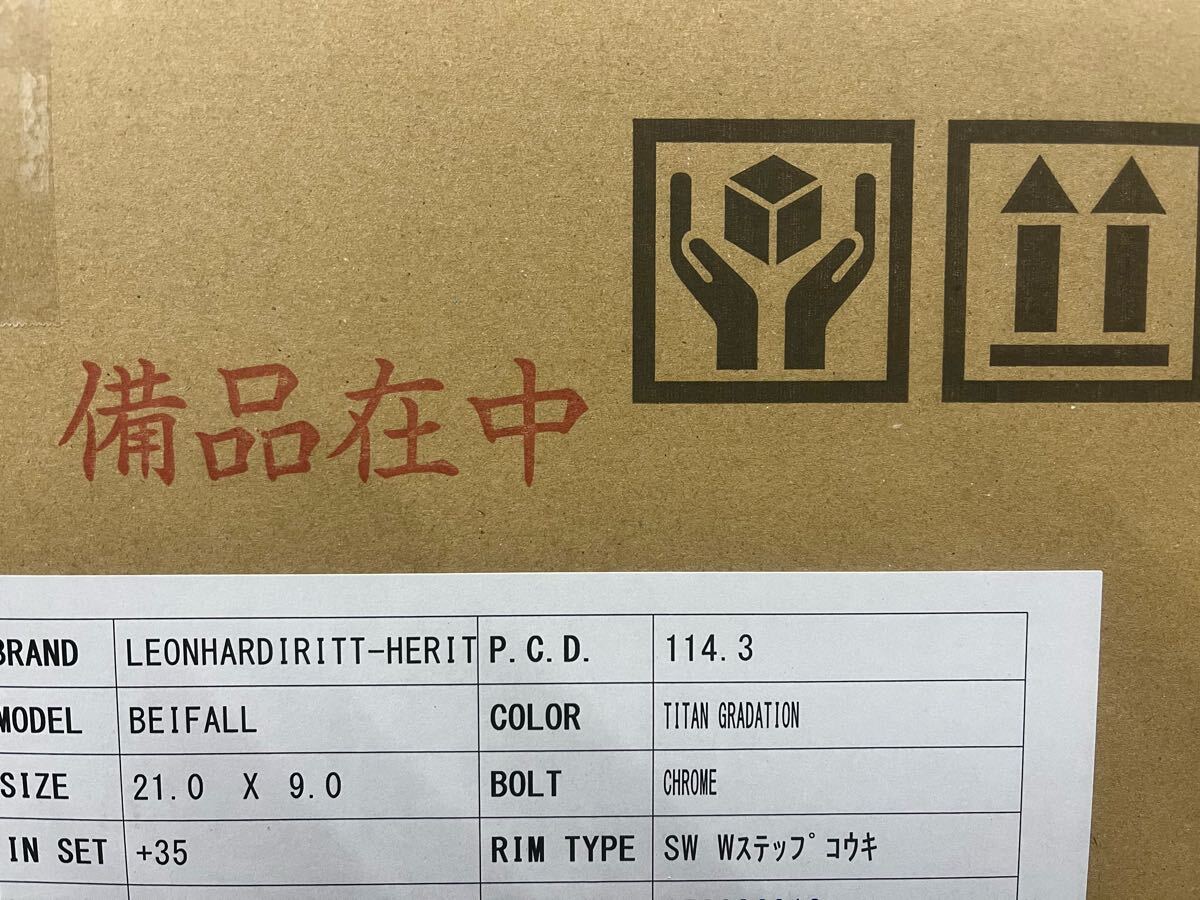 備品在中
BRAND LEONHARDIRITT-HERIT P.C.D. 114.3
MODEL BEIFALL COLOR TITAN GRADATION
SIZE 21.0 X 9.0 BOLT CHROME
IN SET +35 RIM TYPE SW Wｽﾃｯﾌﾟｺｳｷ